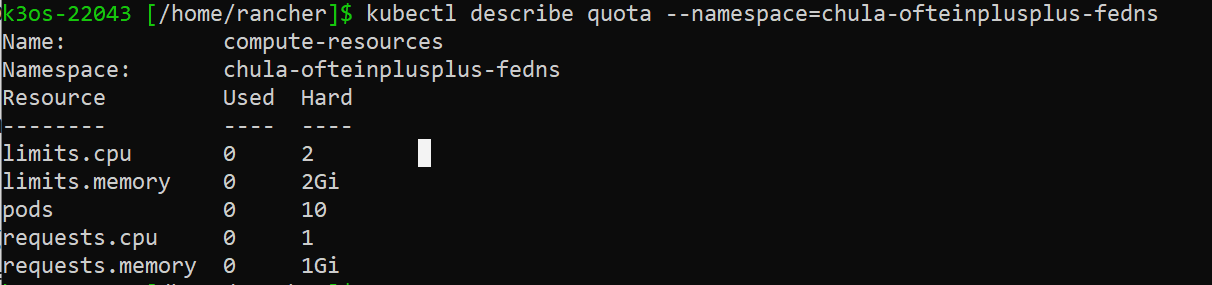 k3os-22043 [/home/rancher]$ kubectl describe quota --namespace=chula-ofteinplusplus-fedns
Name:            compute-resources
Namespace:       chula-ofteinplusplus-fedns
Resource         Used  Hard
--------         ----  ----
limits.cpu       0     2
limits.memory    0     2Gi
pods             0     10
requests.cpu     0     1
requests.memory  0     1Gi